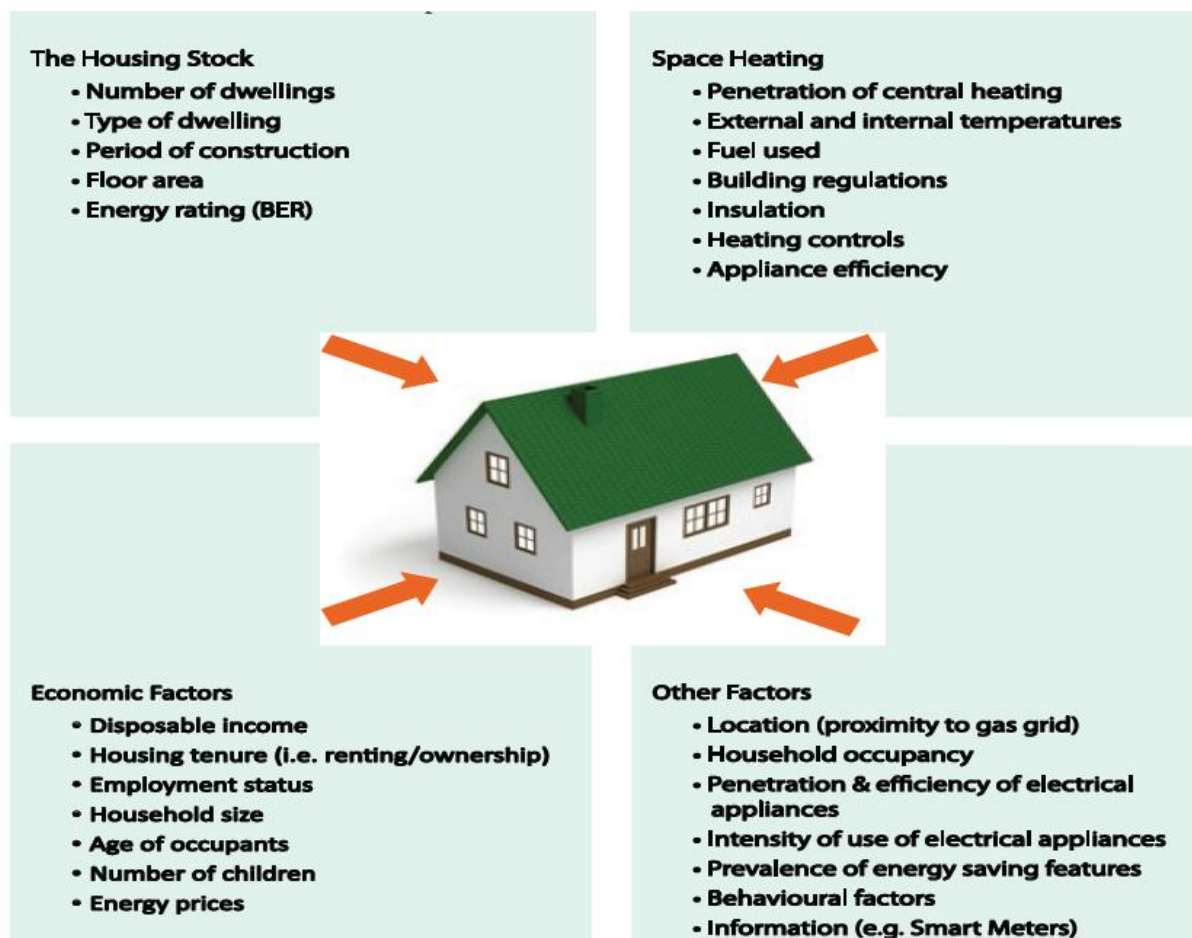 The Housing Stock
• Number of dwellings
• Type of dwelling
• Period of construction
• Floor area
• Energy rating (BER)
Space Heating
• Penetration of central heating
• External and internal temperatures
• Fuel used
• Building regulations
• Insulation
• Heating controls
• Appliance efficiency
Economic Factors
• Disposable income
• Housing tenure (i.e. renting/ownership)
• Employment status
• Household size
• Age of occupants
• Number of children
• Energy prices
Other Factors
• Location (proximity to gas grid)
• Household occupancy
• Penetration & efficiency of electrical
appliances
• Intensity of use of electrical appliances
• Prevalence of energy saving features
• Behavioural factors
• Information (e.g. Smart Meters)